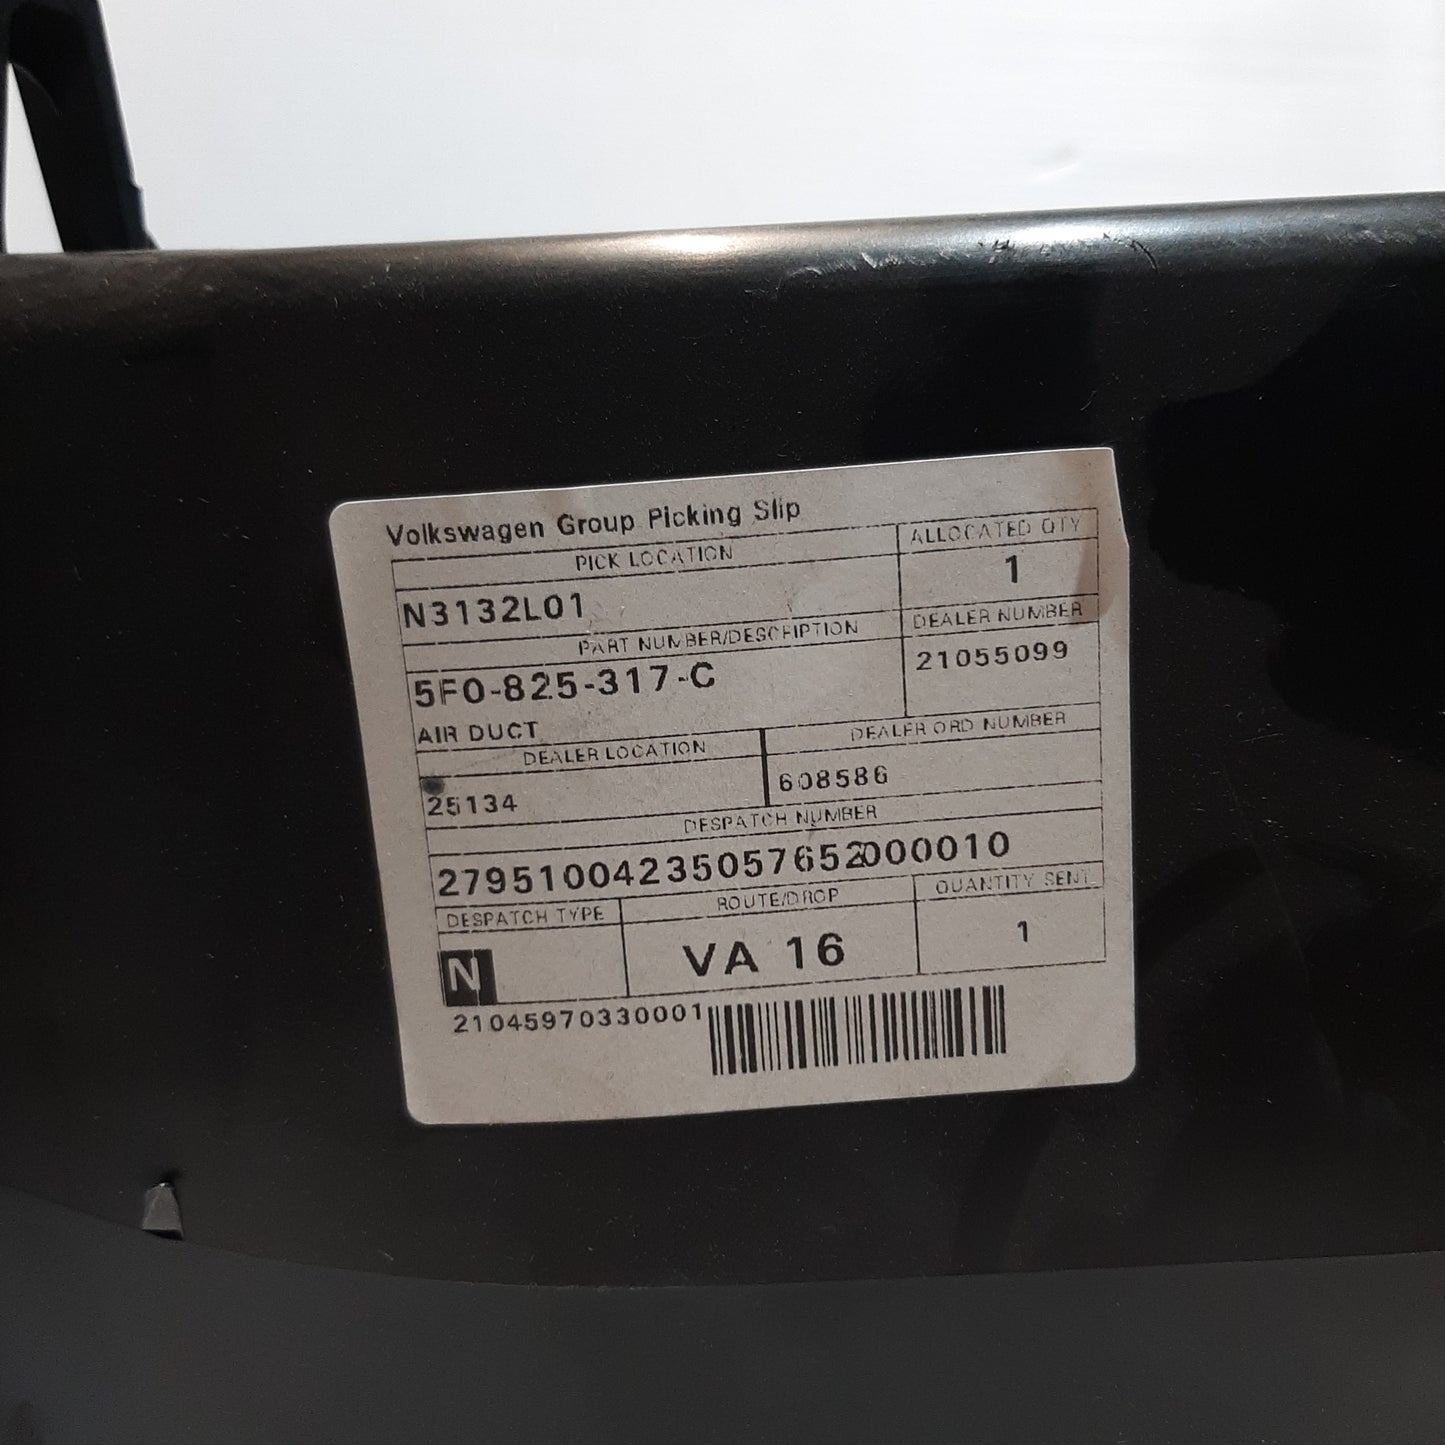 Volkswagen Group Picking Slip
PICK LOCATION ALLOCATED QTY
N3132L01 1
PART NUMBER/DESCRIPTION DEALER NUMBER
5F0-825-317-C 21055099
AIR DUCT
DEALER LOCATION DEALER ORD NUMBER
25134 608586
DESPATCH NUMBER
27951004235057652000010
DESPATCH TYPE ROUTE/DROP QUANTITY SENT
N VA 16 1
21045970330001